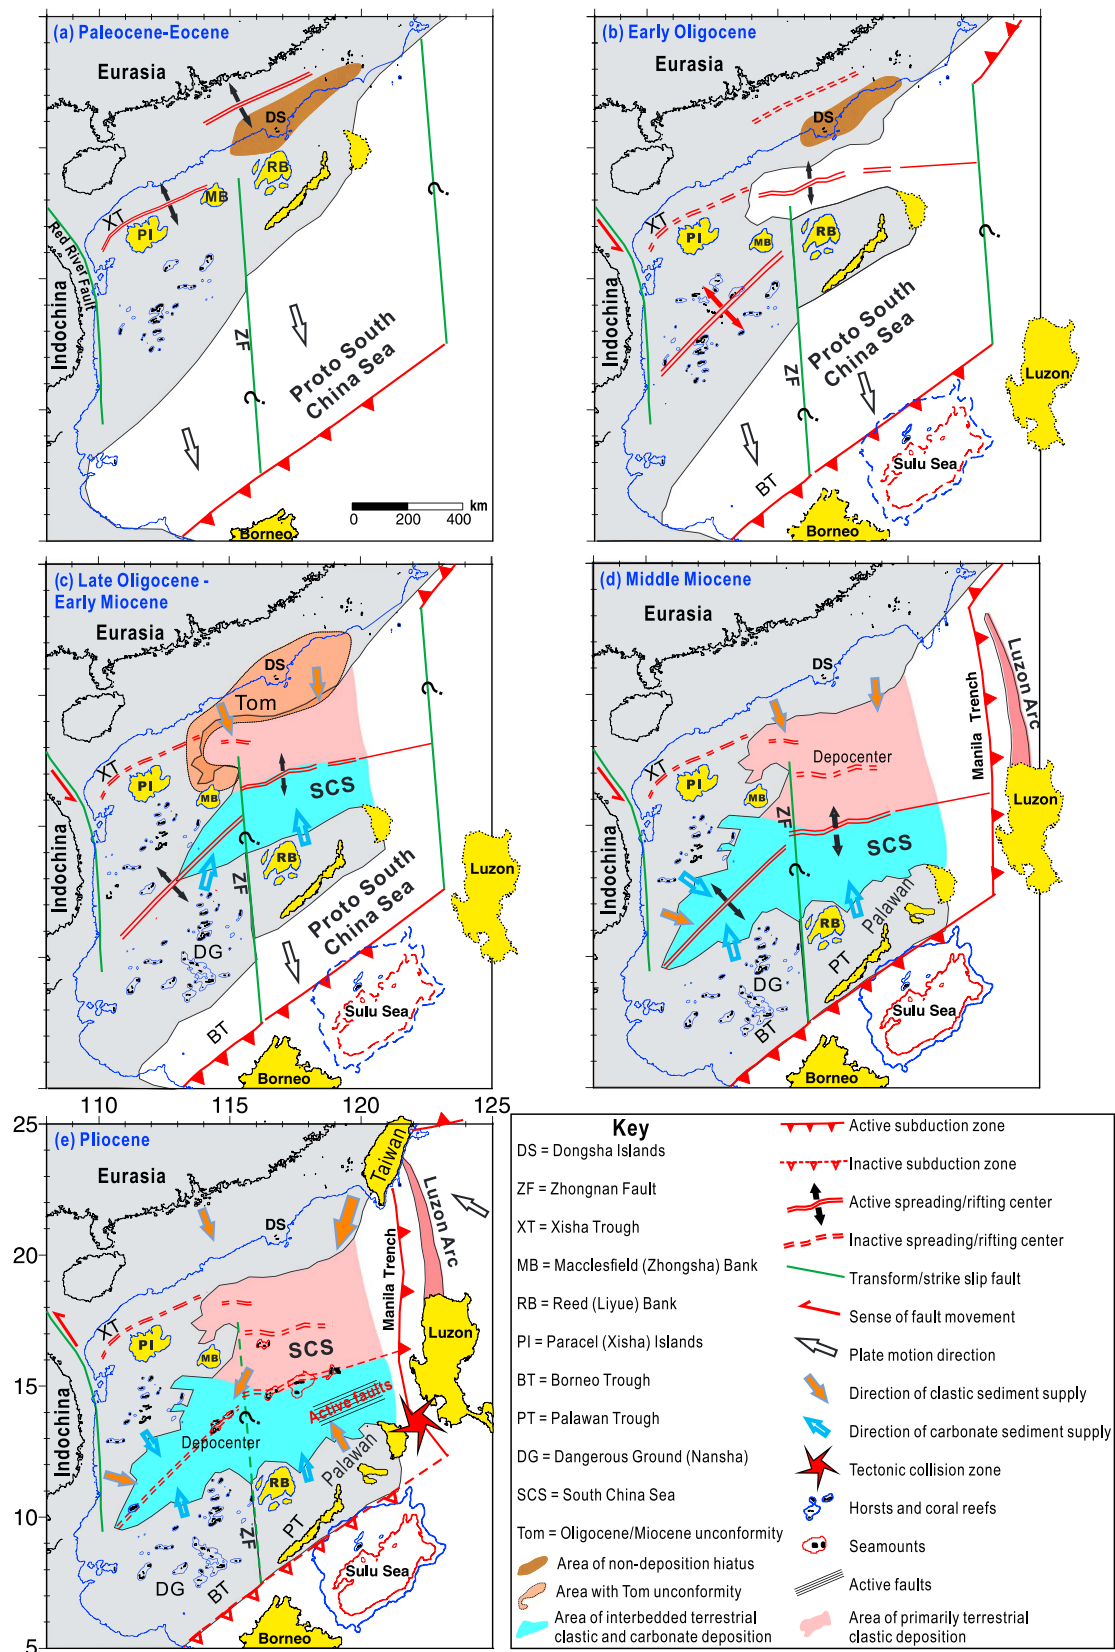 (a) Paleocene-Eocene
Eurasia
DS
RB
MB
XT
PI
Red River Fault
Indochina
ZF
?
?
Proto South
China Sea
km
0 200 400
Borneo
(b) Early Oligocene
Eurasia
DS
XT
PI
MB
RB
Indochina
?
Proto South
China Sea
ZF
?
Luzon
BT
Sulu Sea
Borneo
(c) Late Oligocene -
Early Miocene
Eurasia
DS
Tom
?
XT
PI
MB
SCS
?
RB
ZF
Indochina
Luzon
Proto South
China Sea
DG
BT
Sulu Sea
Borneo
(d) Middle Miocene
Eurasia
DS
Luzon Arc
Manila Trench
Depocenter
XT
PI
MB
ZF
Luzon
SCS
?
Indochina
Palawan
RB
PT
DG
BT
Sulu Sea
Borneo
110 115 120 125
25
20
15
10
5
(e) Pliocene
Taiwan
Eurasia
Luzon Arc
DS
Manila Trench
XT
PI
MB
SCS
Luzon
Active faults
?
Depocenter
Indochina
Palawan
RB
PT
ZF
DG
BT
Sulu Sea
Borneo
Key
DS = Dongsha Islands
ZF = Zhongnan Fault
XT = Xisha Trough
MB = Macclesfield (Zhongsha) Bank
RB = Reed (Liyue) Bank
PI = Paracel (Xisha) Islands
BT = Borneo Trough
PT = Palawan Trough
DG = Dangerous Ground (Nansha)
SCS = South China Sea
Tom = Oligocene/Miocene unconformity
Area of non-deposition hiatus
Area with Tom unconformity
Area of interbedded terrestrial
clastic and carbonate deposition
Active subduction zone
Inactive subduction zone
Active spreading/rifting center
Inactive spreading/rifting center
Transform/strike slip fault
Sense of fault movement
Plate motion direction
Direction of clastic sediment supply
Direction of carbonate sediment supply
Tectonic collision zone
Horsts and coral reefs
Seamounts
Active faults
Area of primarily terrestrial
clastic deposition